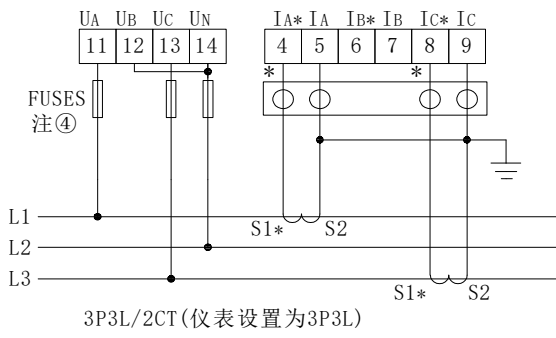 UA UB UC UN IA* IA IB* IB IC* IC
11 12 13 14 4 5 6 7 8 9
* *
FUSES
注④
L1
S1* S2
L2
L3
S1* S2
3P3L/2CT(仪表设置为3P3L)